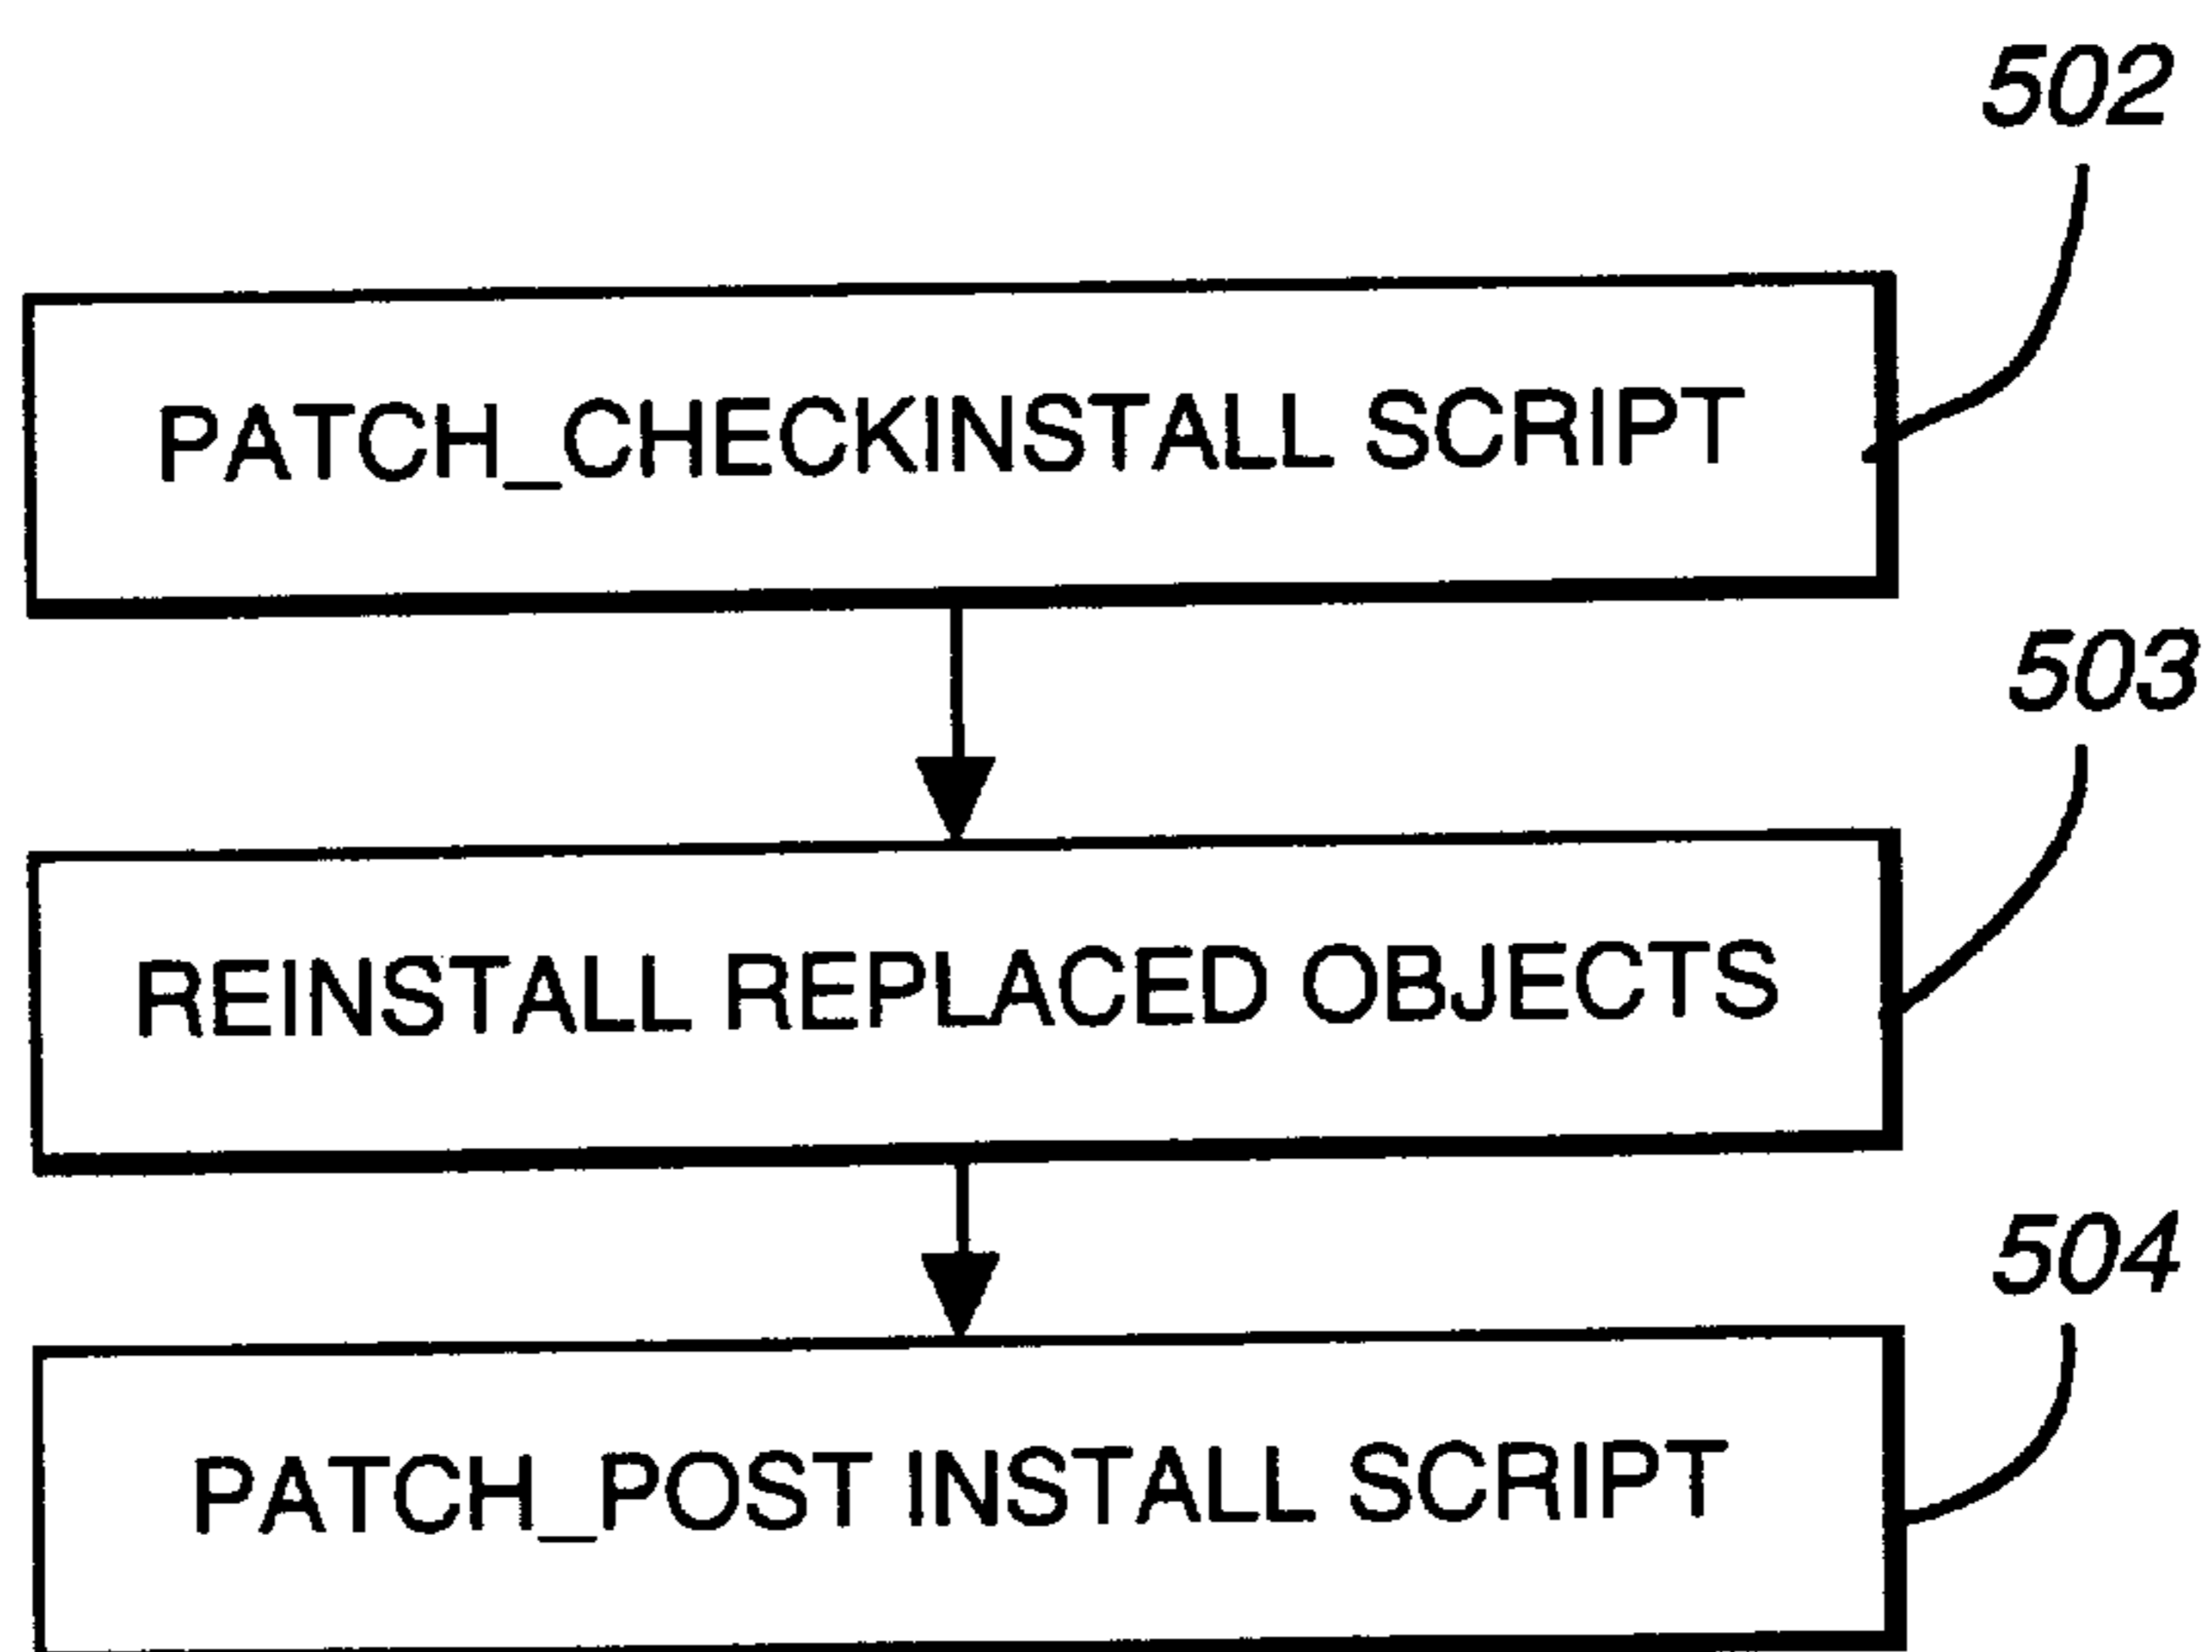 502
PATCH_CHECKINSTALL SCRIPT
503
REINSTALL REPLACED OBJECTS
504
PATCH_POST INSTALL SCRIPT